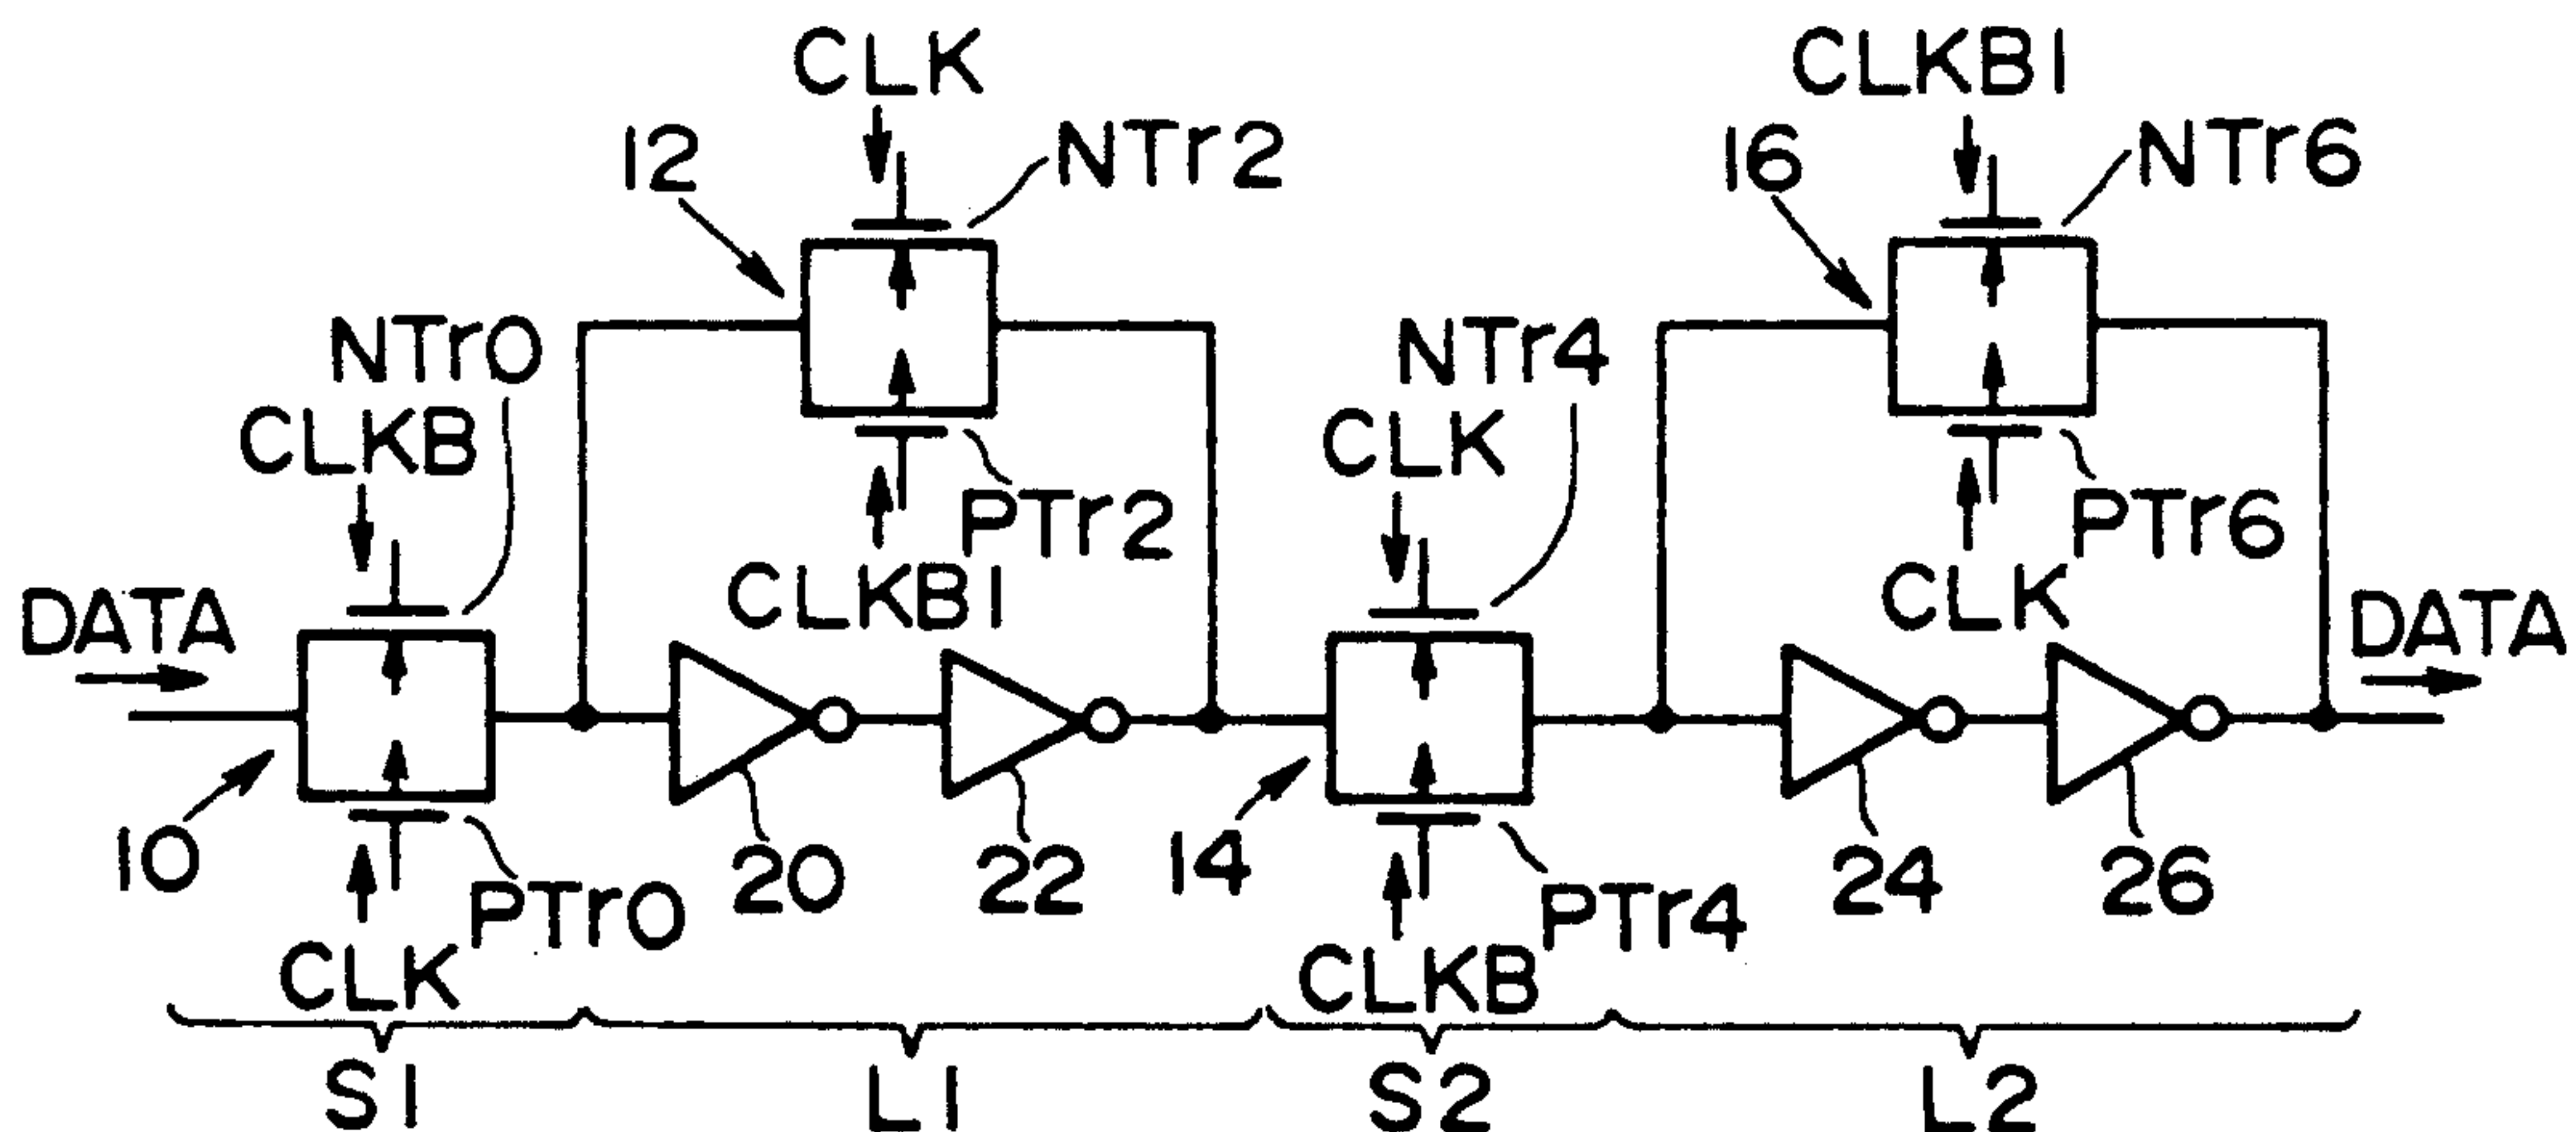 CLK
CLKB1
12
NTr2
16
NTr6
NTr0
CLKB
NTr4
CLK
PTr2
PTr6
CLKB1
CLK
DATA
DATA
10
20
22
14
24
26
PTr0
PTr4
CLK
CLKB
S1
L1
S2
L2